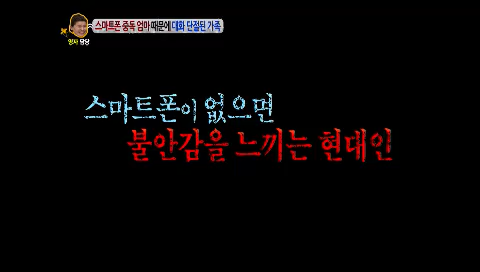 스마트폰 중독 엄마 때문에 대화 단절된 가족
스마트폰이 없으면
불안감을 느끼는 현대인